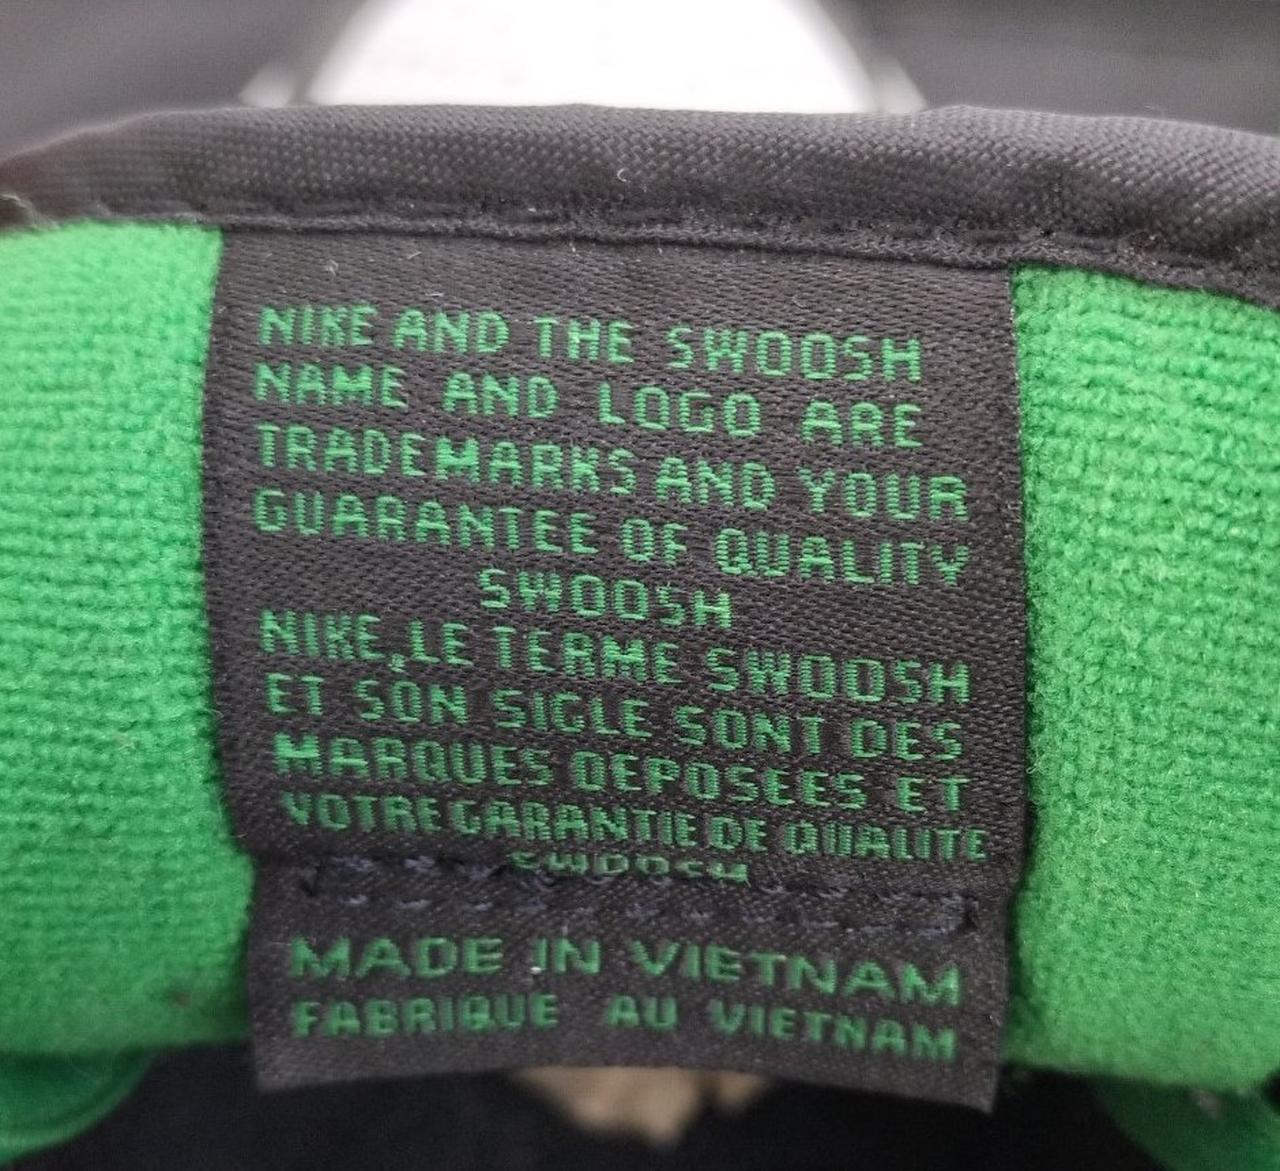 NIKE AND THE SWOOSH
NAME AND LOGO ARE
TRADEMARKS AND YOUR
GUARANTEE OF QUALITY
SWOOSH
NIKE, LE TERME SWOOSH
ET SON SIGLE SONT DES
MARQUES DEPOSEES ET
VOTRE GARANTIE DE QUALITE
SWOOSH
MADE IN VIETNAM
FABRIQUE AU VIETNAM